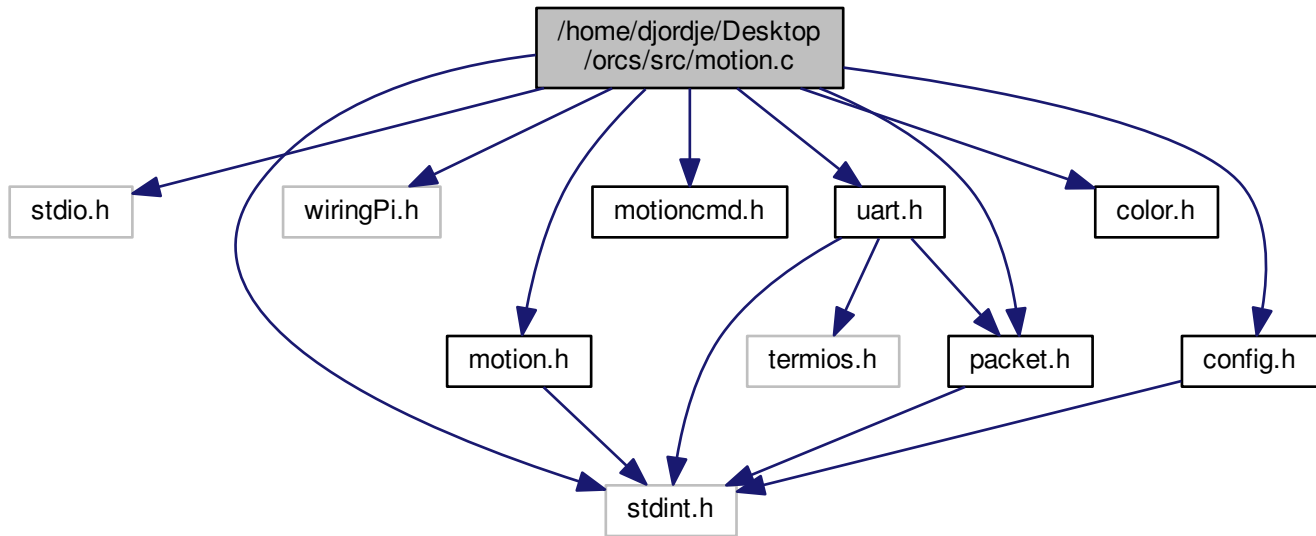 /home/djordje/Desktop
/orcs/src/motion.c
stdio.h
wiringPi.h
motioncmd.h
uart.h
color.h
motion.h
termios.h
packet.h
config.h
stdint.h